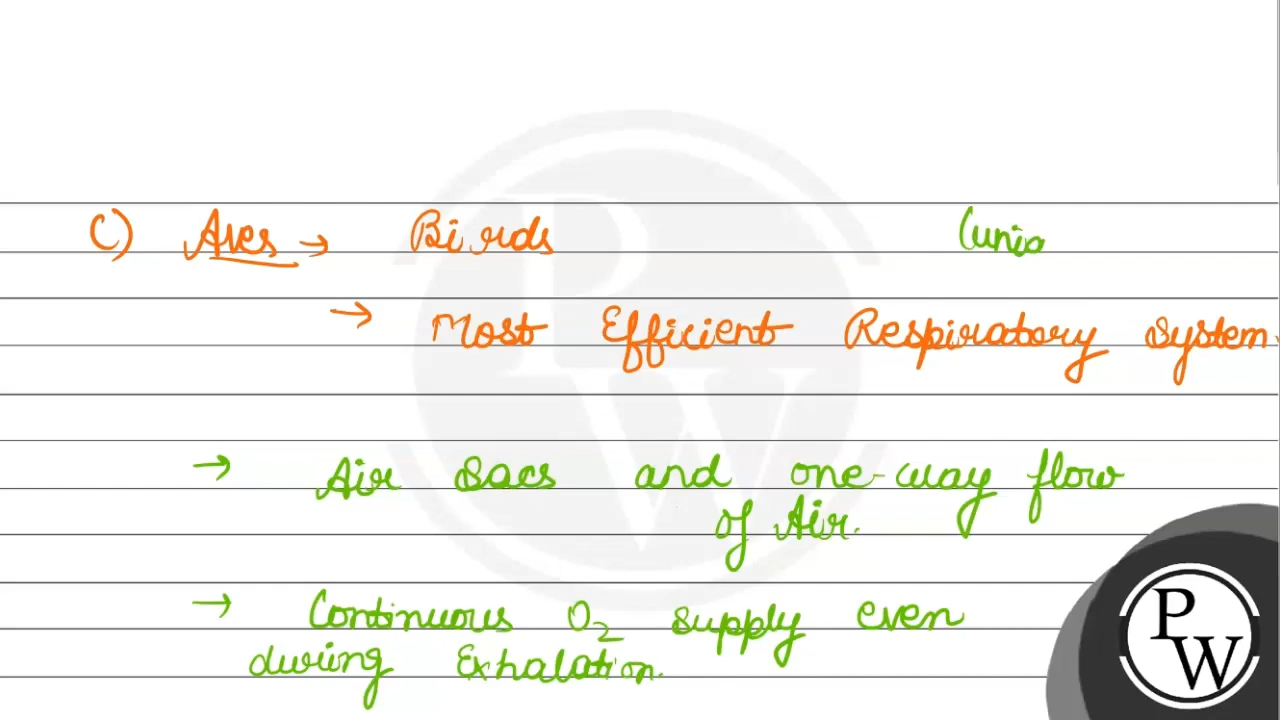 C) Aves → Birds
→ Most Efficient Respiratory System.
→ Air Sacs and one-way flow
of Air.
→ Continuous O₂ supply even
during Exhalation.
PW
PW